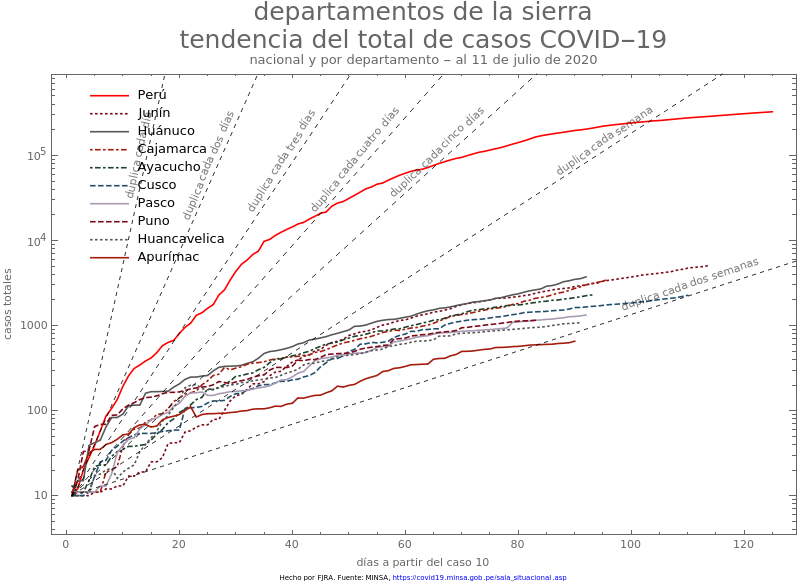 departamentos de la sierra
tendencia del total de casos COVID–19
nacional y por departamento – al 11 de julio de 2020
Perú
Junín
Huánuco
Cajamarca
Ayacucho
Cusco
Pasco
Puno
Huancavelica
Apurímac
duplica cada día
duplica cada dos días
duplica cada tres días
duplica cada cuatro días
duplica cada cinco días
duplica cada semana
duplica cada dos semanas
casos totales
10^5
10^4
1000
100
10
0 20 40 60 80 100 120
días a partir del caso 10
Hecho por FJRA. Fuente: MINSA, https://covid19.minsa.gob.pe/sala_situacional.asp